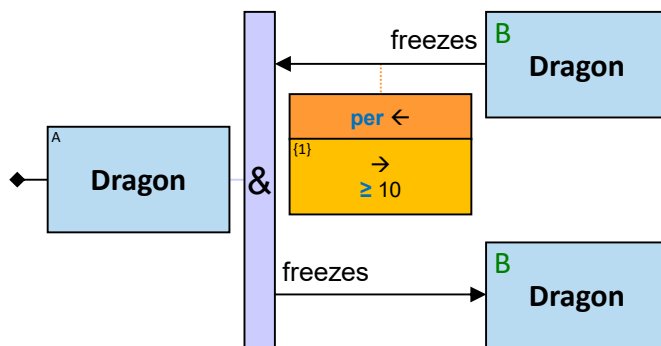 freezes
B
Dragon
per ←
{1}
→
≥ 10
A
Dragon
&
freezes
B
Dragon